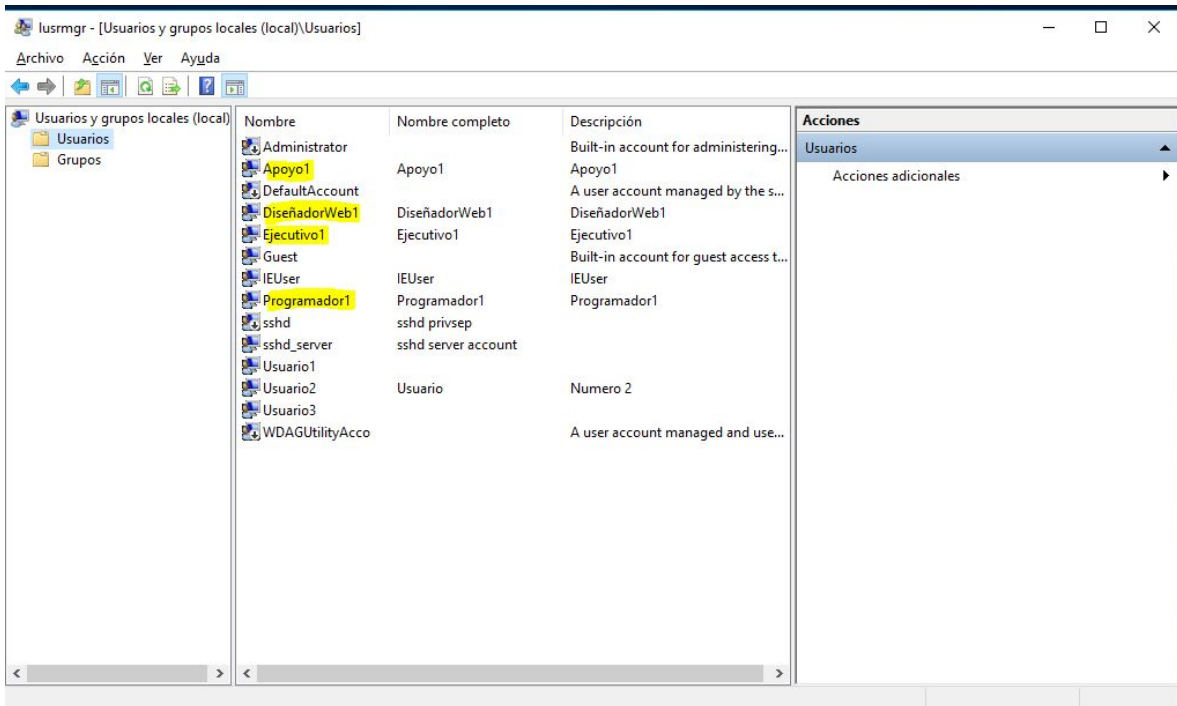 lusrmgr - [Usuarios y grupos locales (local)\Usuarios]
Archivo Acción Ver Ayuda
Usuarios y grupos locales (local)
Usuarios
Grupos
Nombre Nombre completo Descripción
Administrator Built-in account for administering...
Apoyo1 Apoyo1 Apoyo1
DefaultAccount A user account managed by the s...
DiseñadorWeb1 DiseñadorWeb1 DiseñadorWeb1
Ejecutivo1 Ejecutivo1 Ejecutivo1
Guest Built-in account for guest access t...
IEUser IEUser IEUser
Programador1 Programador1 Programador1
sshd sshd privsep
sshd_server sshd server account
Usuario1
Usuario2 Usuario Numero 2
Usuario3
WDAGUtilityAcco A user account managed and use...
Acciones
Usuarios
Acciones adicionales